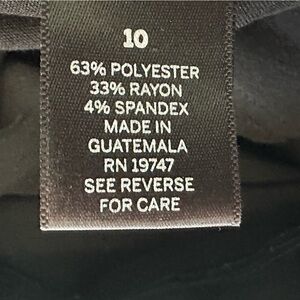 10
63% POLYESTER
33% RAYON
4% SPANDEX
MADE IN
GUATEMALA
RN 19747
SEE REVERSE
FOR CARE